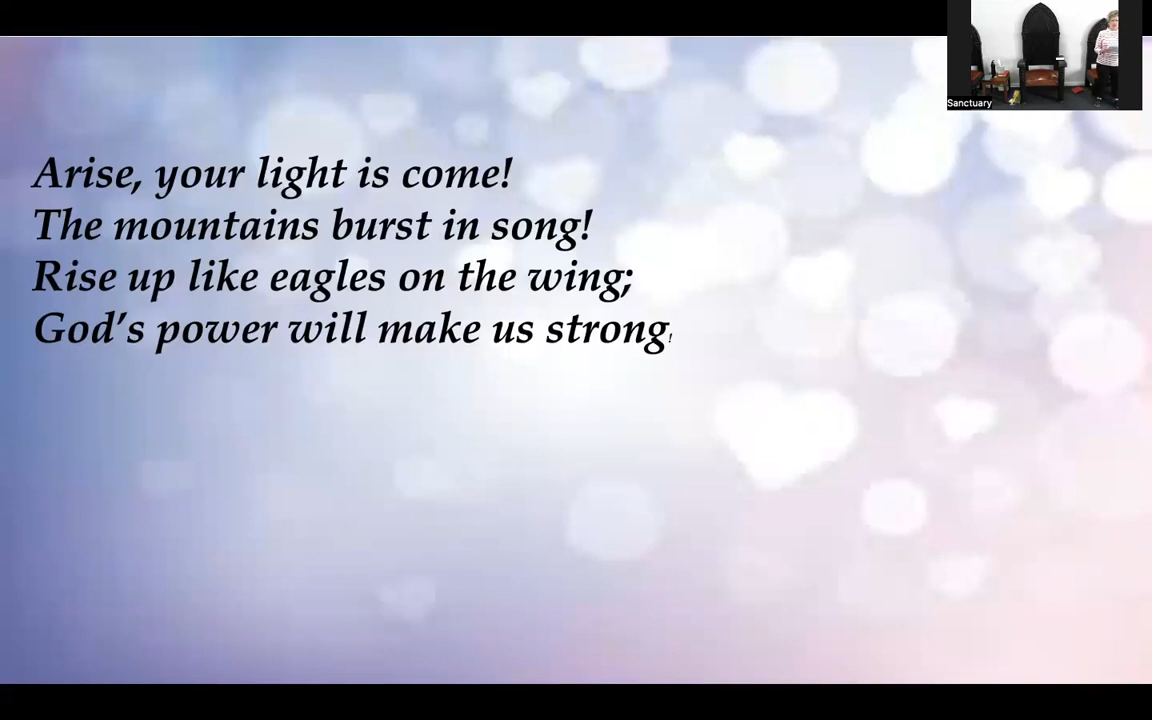 Sanctuary
Arise, your light is come!
The mountains burst in song!
Rise up like eagles on the wing;
God’s power will make us strong!